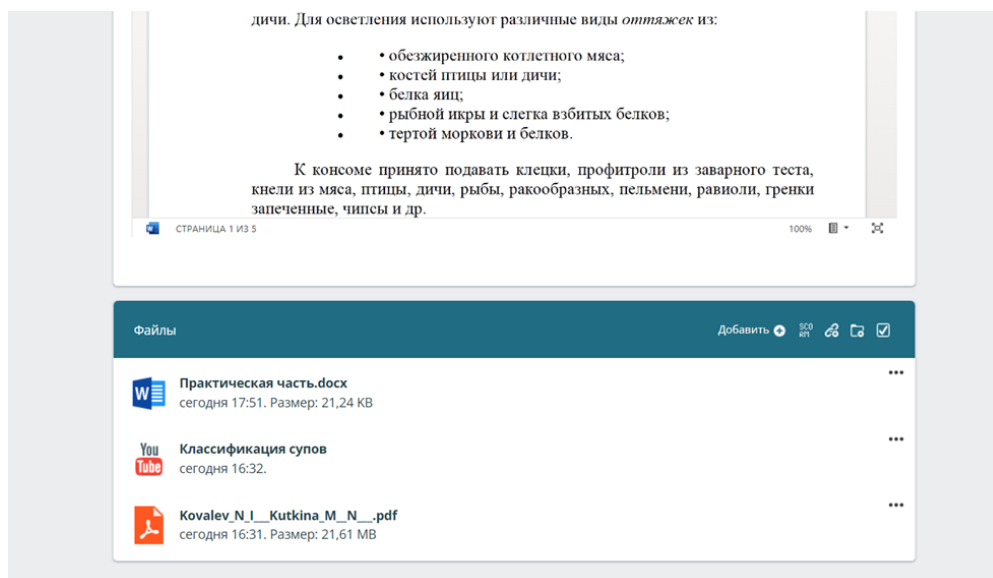 дичи. Для осветления используют различные виды оттяжек из:
• • обезжиренного котлетного мяса;
• • костей птицы или дичи;
• • белка яиц;
• • рыбной икры и слегка взбитых белков;
• • тертой моркови и белков.
К консоме принято подавать клецки, профитроли из заварного теста,
кнели из мяса, птицы, дичи, рыбы, ракообразных, пельмени, равиоли, гренки
запеченные, чипсы и др.
СТРАНИЦА 1 ИЗ 5 100%
Файлы Добавить SCO RM
W Практическая часть.docx
сегодня 17:51. Размер: 21,24 KB
You Tube Классификация супов
сегодня 16:32.
Kovalev_N_I___Kutkina_M__N___.pdf
сегодня 16:31. Размер: 21,61 MB